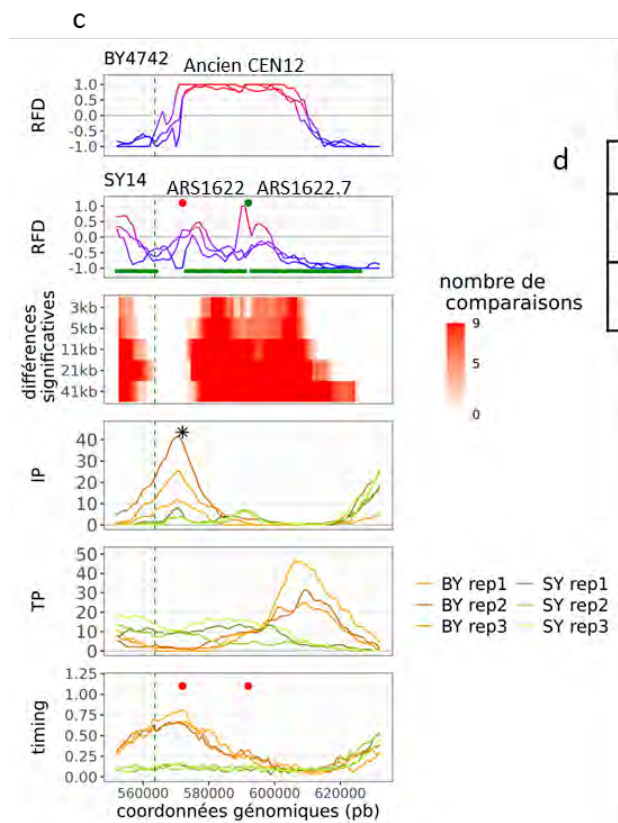 c
BY4742
Ancien CEN12
RFD
1.0
0.5
0.0
-0.5
-1.0
SY14
ARS1622 ARS1622.7
d
RFD
1.0
0.5
0.0
-0.5
-1.0
différences
significatives
3kb
5kb
11kb
21kb
41kb
nombre de
comparaisons
9
5
0
IP
40
30
20
10
0
*
TP
50
40
30
20
10
0
BY rep1 SY rep1
BY rep2 SY rep2
BY rep3 SY rep3
timing
1.25
1.00
0.75
0.50
0.25
0.00
560000 580000 600000 620000
coordonnées génomiques (pb)